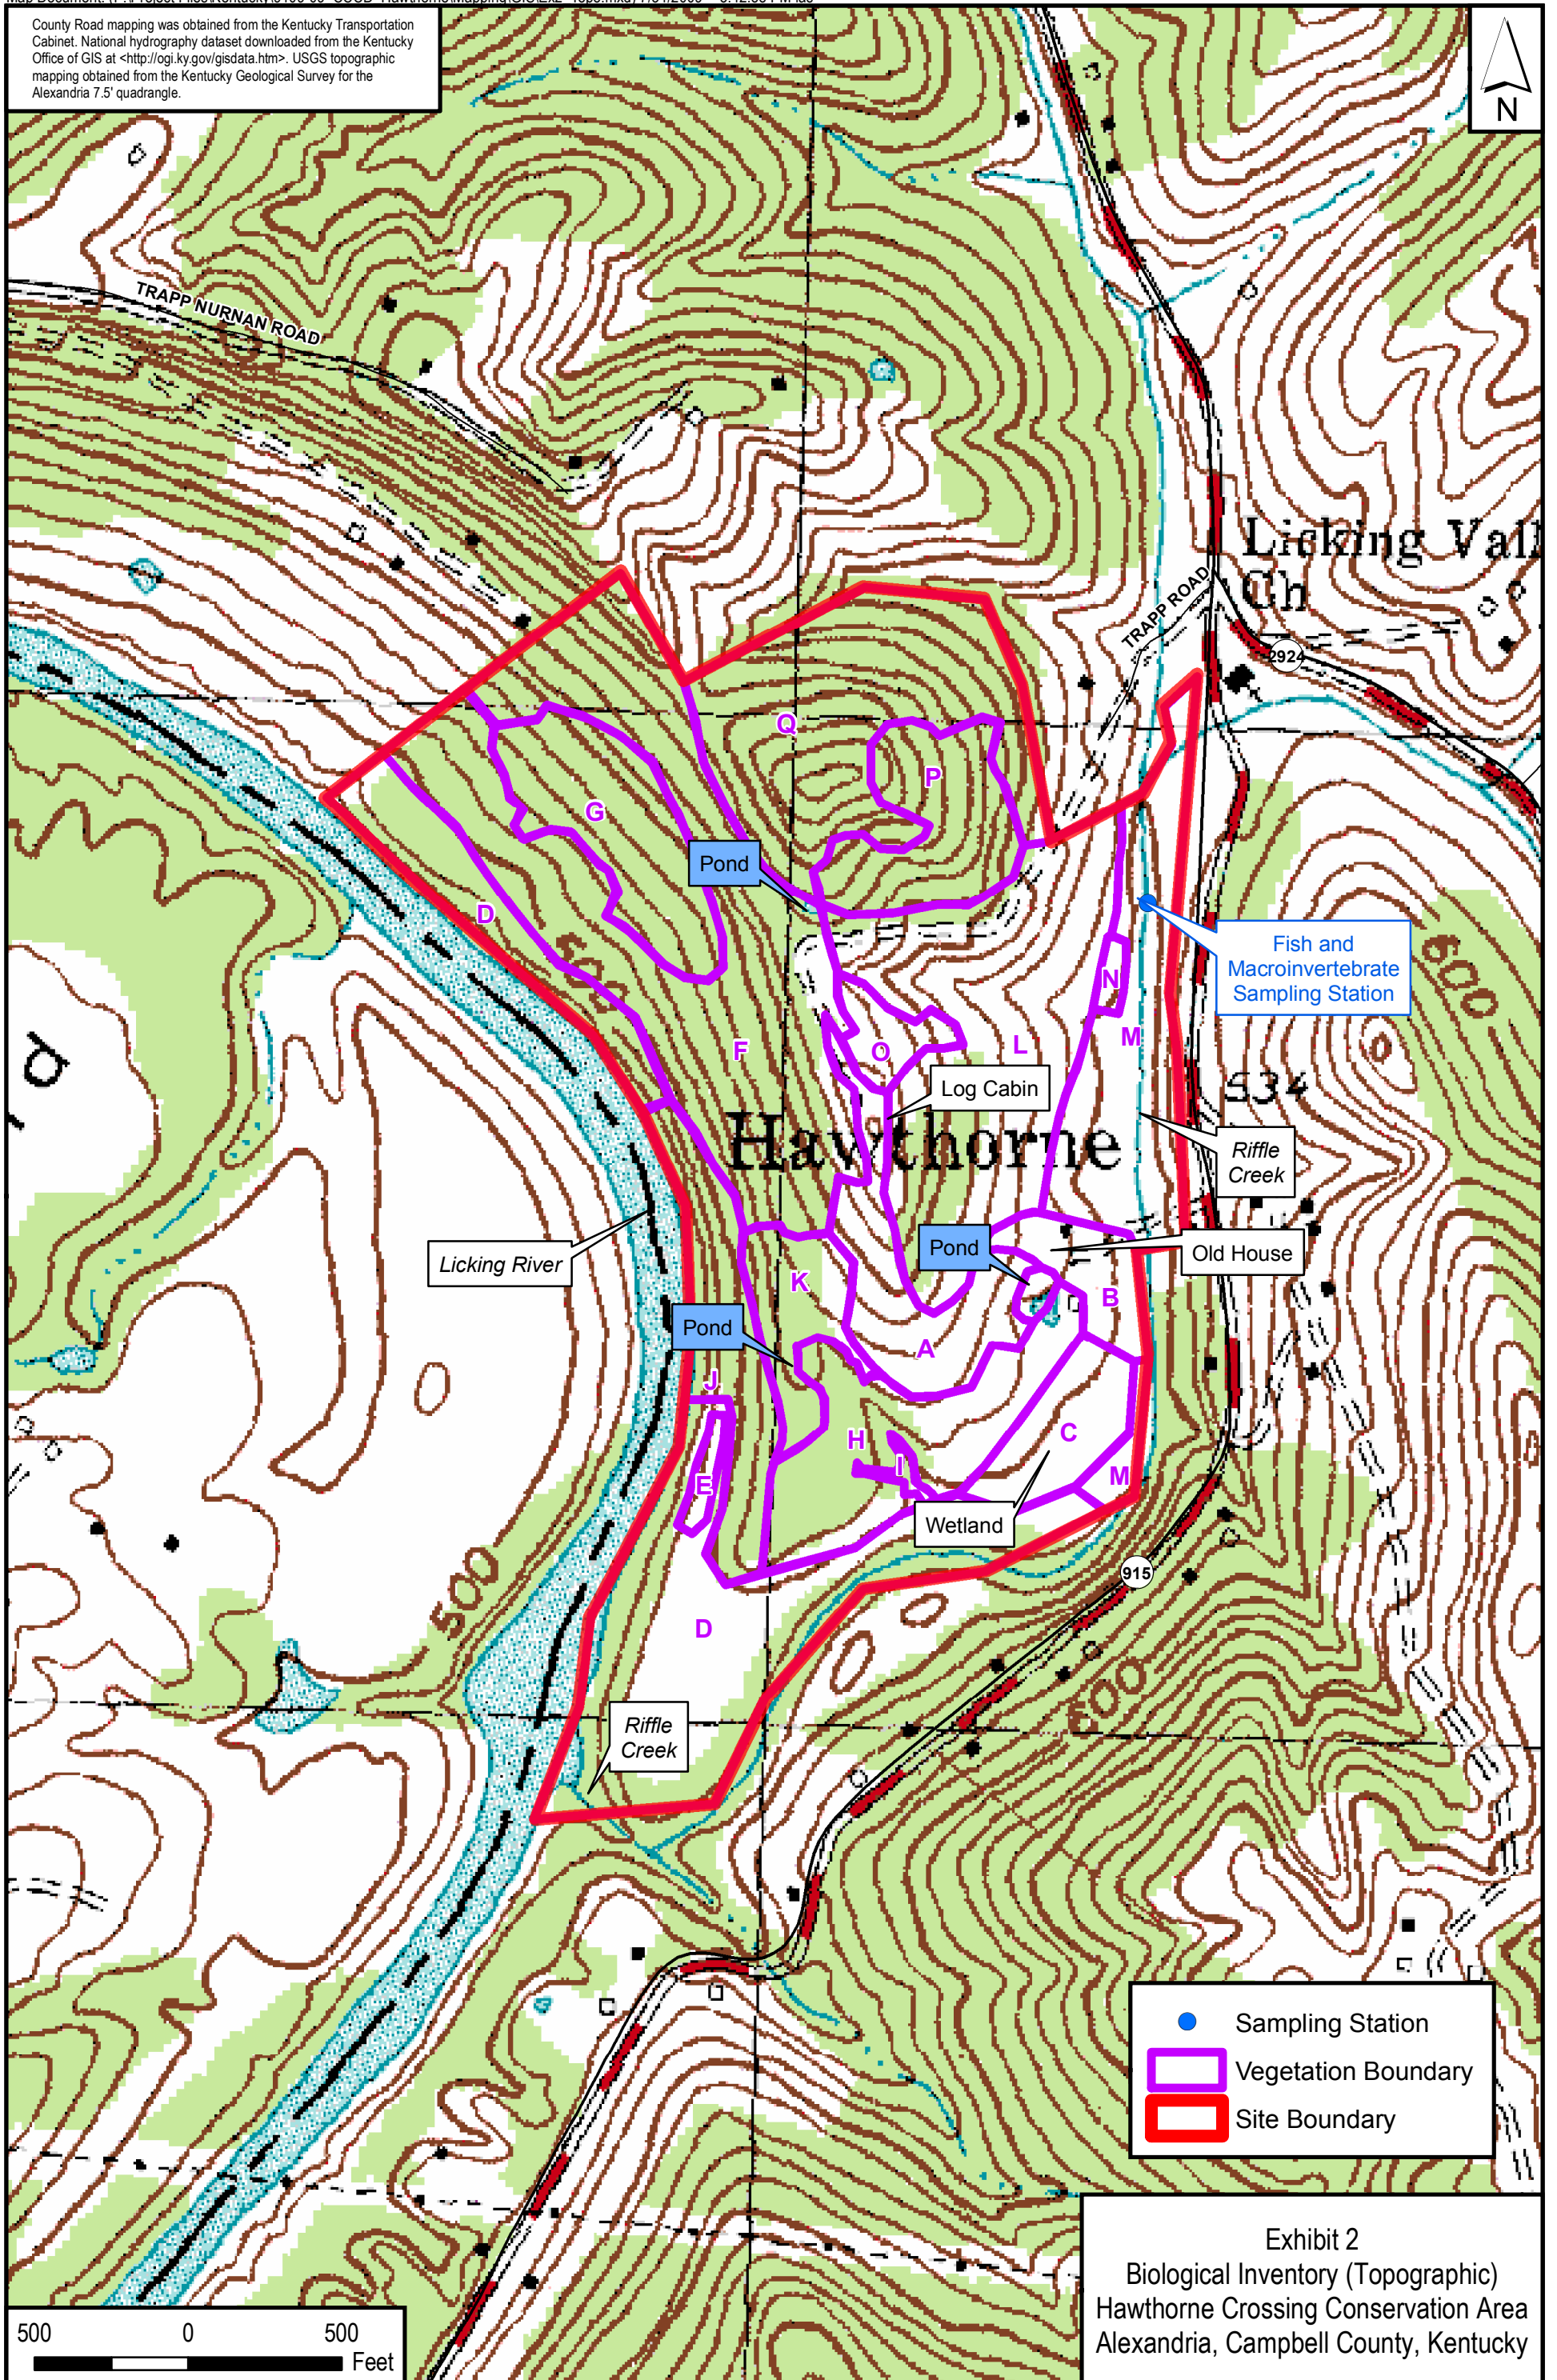 County Road mapping was obtained from the Kentucky Transportation
Cabinet. National hydrography dataset downloaded from the Kentucky
Office of GIS at <http://ogi.ky.gov/gisdata.htm>. USGS topographic
mapping obtained from the Kentucky Geological Survey for the
Alexandria 7.5' quadrangle.
N
TRAPP NURNAN ROAD
Licking Vall
Ch
TRAPP ROAD
2924
Q
P
G
Pond
D
Fish and
Macroinvertebrate
Sampling Station
600
N
M
F
O
L
Log Cabin
534
Hawthorne
Riffle
Creek
Licking River
Pond
Old House
K
B
Pond
A
J
C
H
I
M
E
Wetland
915
500
D
600
Riffle
Creek
Sampling Station
Vegetation Boundary
Site Boundary
Exhibit 2
Biological Inventory (Topographic)
Hawthorne Crossing Conservation Area
Alexandria, Campbell County, Kentucky
500 0 500
Feet